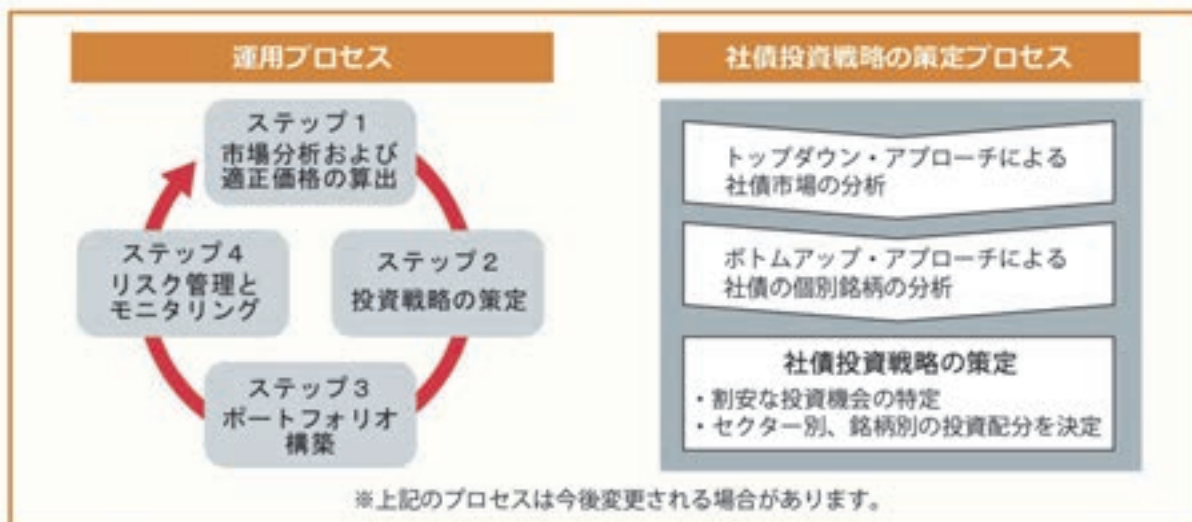 運用プロセス
ステップ1
市場分析および
適正価格の算出
ステップ2
投資戦略の策定
ステップ3
ポートフォリオ
構築
ステップ4
リスク管理と
モニタリング
社債投資戦略の策定プロセス
トップダウン・アプローチによる
社債市場の分析
ボトムアップ・アプローチによる
社債の個別銘柄の分析
社債投資戦略の策定
・割安な投資機会の特定
・セクター別、銘柄別の投資配分を決定
※上記のプロセスは今後変更される場合があります。